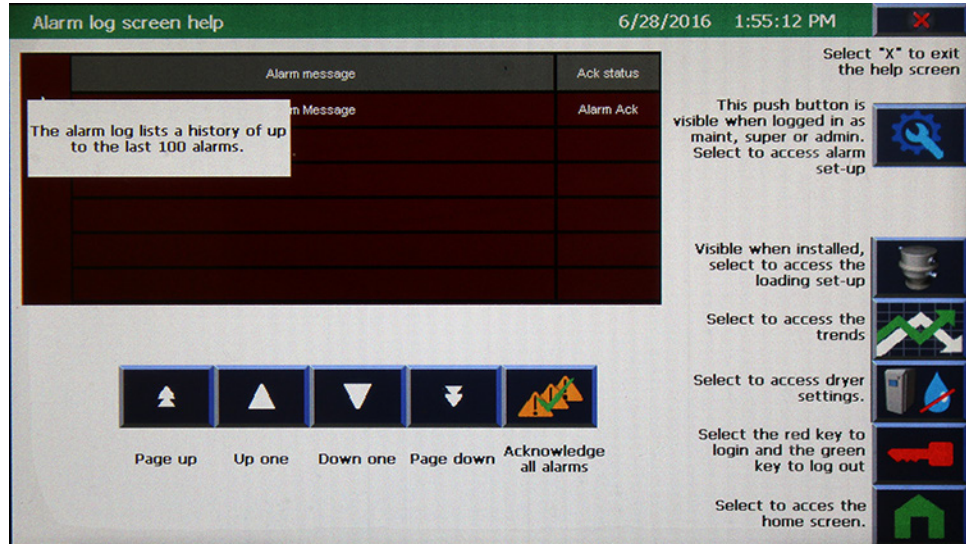 Alarm log screen help
6/28/2016 1:55:12 PM
Select "X" to exit
the help screen
Alarm message
Ack status
Message
Alarm Ack
The alarm log lists a history of up
to the last 100 alarms.
This push button is
visible when logged in as
maint, super or admin.
Select to access alarm
set-up
Visible when installed,
select to access the
loading set-up
Select to access the
trends
Select to access dryer
settings.
Select the red key to
login and the green
key to log out
Select to acces the
home screen.
Page up
Up one
Down one
Page down
Acknowledge
all alarms